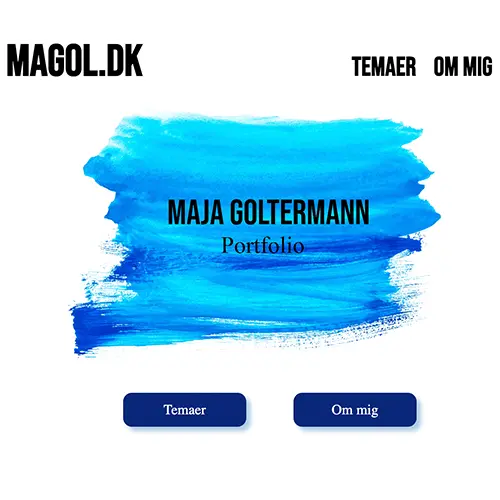 MAGOL.DK
TEMAER OM MIG
MAJA GOLTERMANN
Portfolio
Temaer
Om mig